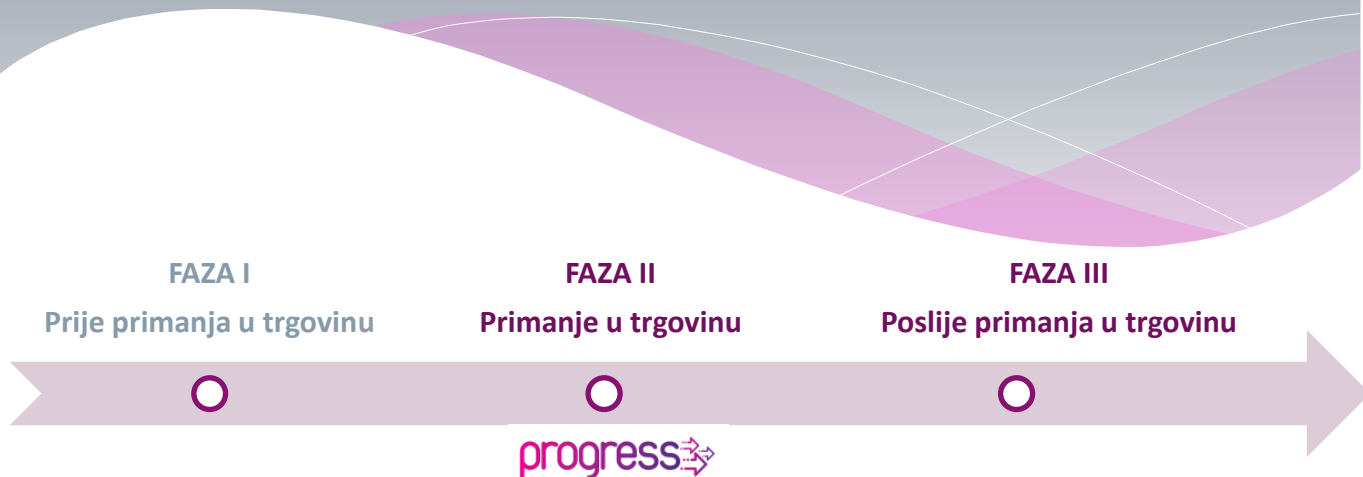 FAZA I
Prije primanja u trgovinu
FAZA II
Primanje u trgovinu
FAZA III
Poslije primanja u trgovinu
progress